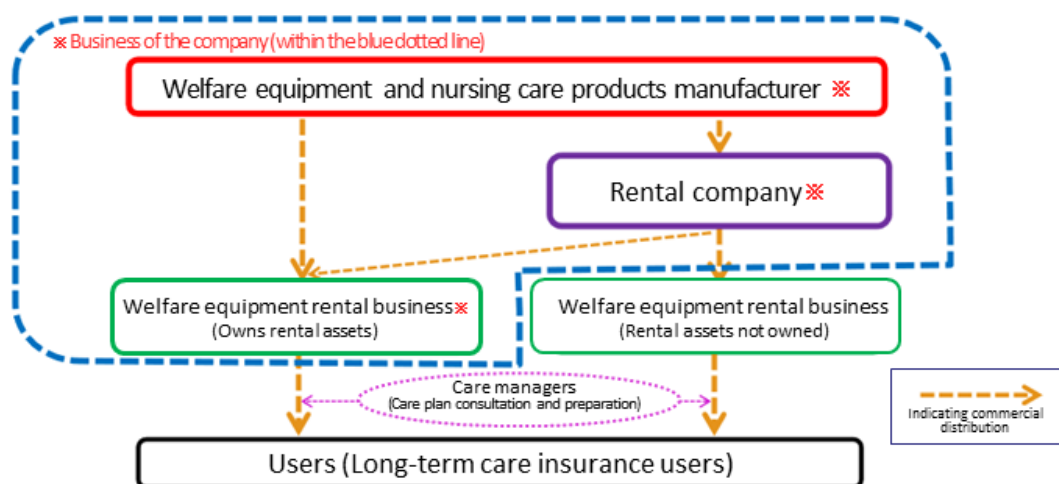 ※ Business of the company (within the blue dotted line)
Welfare equipment and nursing care products manufacturer ※
Rental company※
Welfare equipment rental business※
(Owns rental assets)
Welfare equipment rental business
(Rental assets not owned)
Care managers
(Care plan consultation and preparation)
Indicating commercial
distribution
Users (Long-term care insurance users)